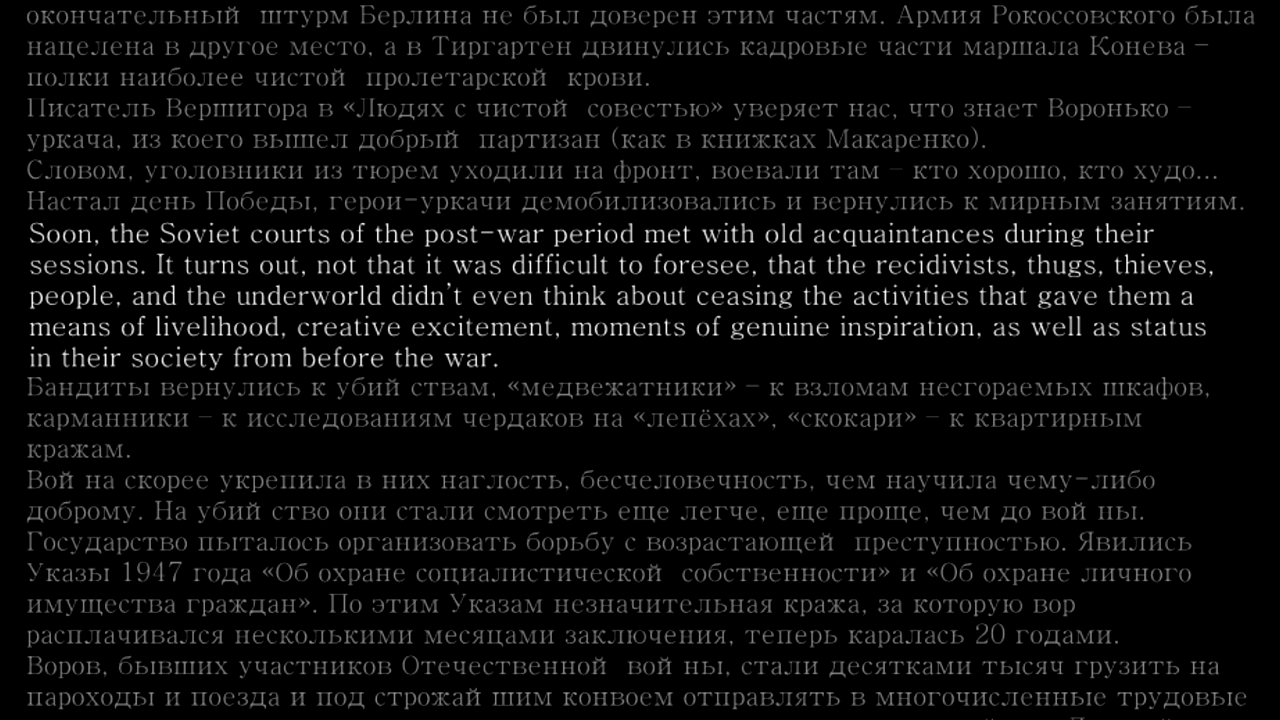 окончательный  штурм Берлина не был доверен этим частям. Армия Рокоссовского была
нацелена в другое место, а в Тиргартен двинулись кадровые части маршала Конева –
полки наиболее чистой  пролетарской  крови.
Писатель Вершигора в «Людях с чистой  совестью» уверяет нас, что знает Воронько –
уркача, из коего вышел добрый  партизан (как в книжках Макаренко).
Словом, уголовники из тюрем уходили на фронт, воевали там – кто хорошо, кто худо...
Настал день Победы, герои-уркачи демобилизовались и вернулись к мирным занятиям.
Soon, the Soviet courts of the post-war period met with old acquaintances during their
sessions. It turns out, not that it was difficult to foresee, that the recidivists, thugs, thieves,
people, and the underworld didn't even think about ceasing the activities that gave them a
means of livelihood, creative excitement, moments of genuine inspiration, as well as status
in their society from before the war.
Бандиты вернулись к убий ствам, «медвежатники» – к взломам несгораемых шкафов,
карманники – к исследованиям чердаков на «лепёхах», «скокари» – к квартирным
кражам.
Вой на скорее укрепила в них наглость, бесчеловечность, чем научила чему-либо
доброму. На убий ство они стали смотреть еще легче, еще проще, чем до вой ны.
Государство пыталось организовать борьбу с возрастающей  преступностью. Явились
Указы 1947 года «Об охране социалистической  собственности» и «Об охране личного
имущества граждан». По этим Указам незначительная кража, за которую вор
расплачивался несколькими месяцами заключения, теперь каралась 20 годами.
Воров, бывших участников Отечественной  вой ны, стали десятками тысяч грузить на
пароходы и поезда и под строжай шим конвоем отправлять в многочисленные трудовые